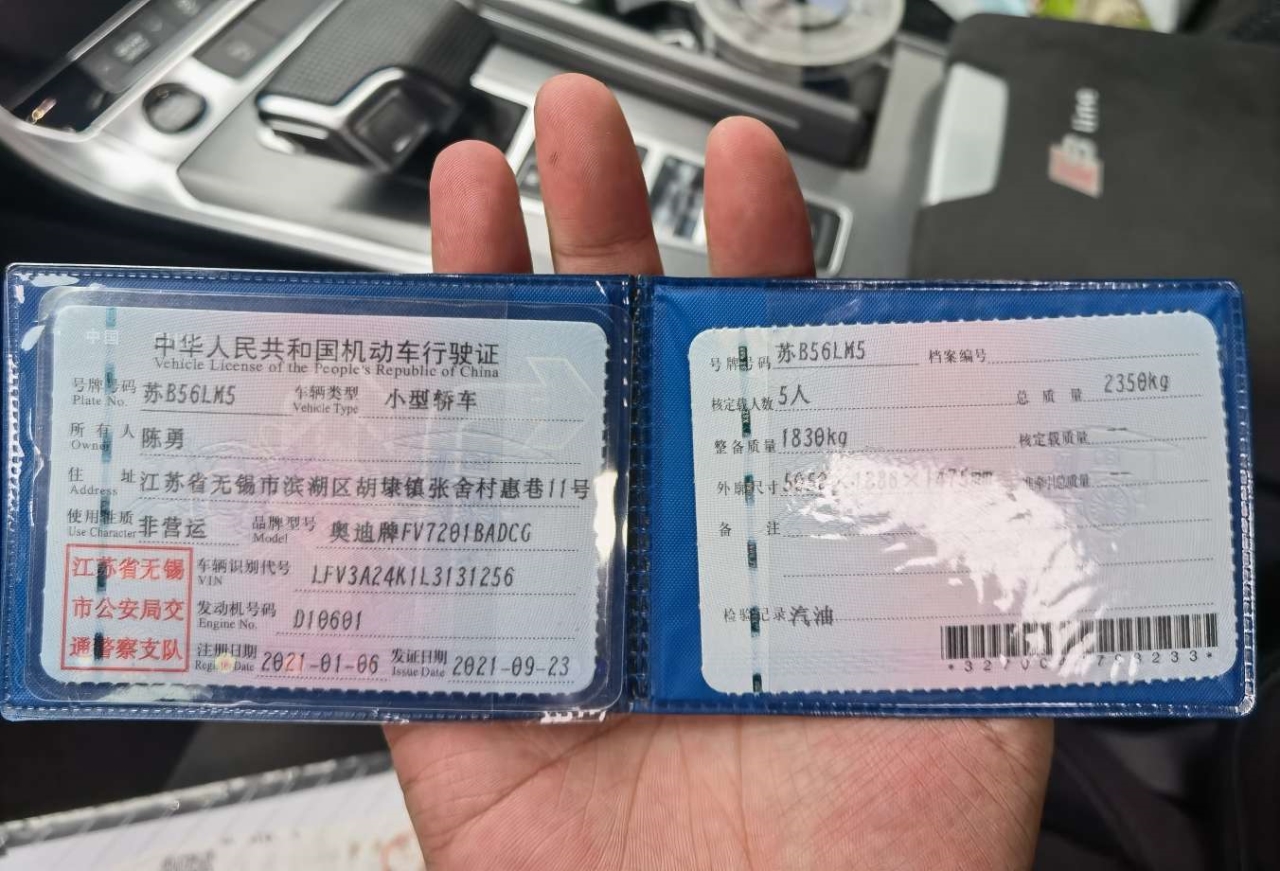 S line
中国
中华人民共和国机动车行驶证
Vehicle License of the People's Republic of China
号牌号码 苏B56LM5 车辆类型 小型轿车
Plate No. Vehicle Type
所有人 陈勇
Owner
住址 江苏省无锡市滨湖区胡埭镇张舍村惠巷11号
Address
使用性质 非营运 品牌型号 奥迪牌FV7201BADCG
Use Character Model
江苏省无锡
市公安局交
通警察支队
车辆识别代号 LFV3A24K1L3131256
VIN
发动机号码 D10601
Engine No.
注册日期 2021-01-06 发证日期 2021-09-23
Register Date Issue Date
号牌号码 苏B56LM5 档案编号
核定载人数 5人 总质量 2350kg
整备质量 1830kg 核定载质量 --
外廓尺寸 总质量 --
备注
检验记录 汽油